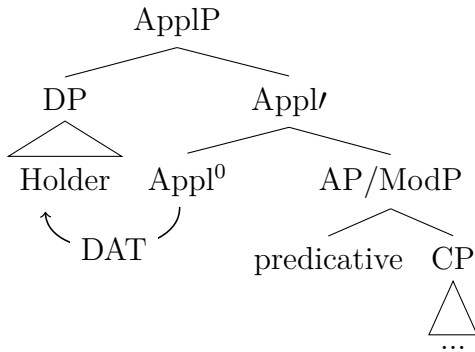 ApplP
DP Appl′
Holder Appl⁰ AP/ModP
DAT predicative CP
...